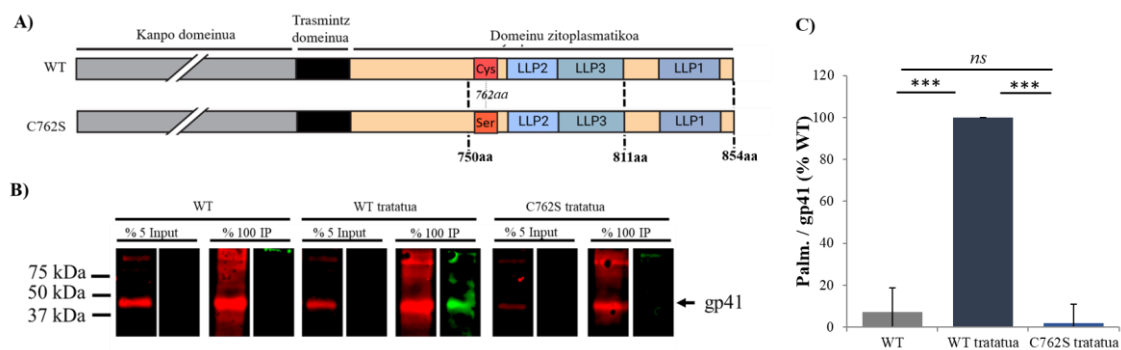 A)
Kanpo domeinua
Trasmintz domeinua
Domeinu zitoplasmatikoa
WT
Cys
LLP2
LLP3
LLP1
762aa
C762S
Ser
LLP2
LLP3
LLP1
750aa
811aa
854aa
B)
WT
WT tratatua
C762S tratatua
% 5 Input
% 100 IP
% 5 Input
% 100 IP
% 5 Input
% 100 IP
75 kDa
50 kDa
37 kDa
gp41
C)
Palm. / gp41 (% WT)
120
100
80
60
40
20
0
ns
***
***
WT
WT tratatua
C762S tratatua